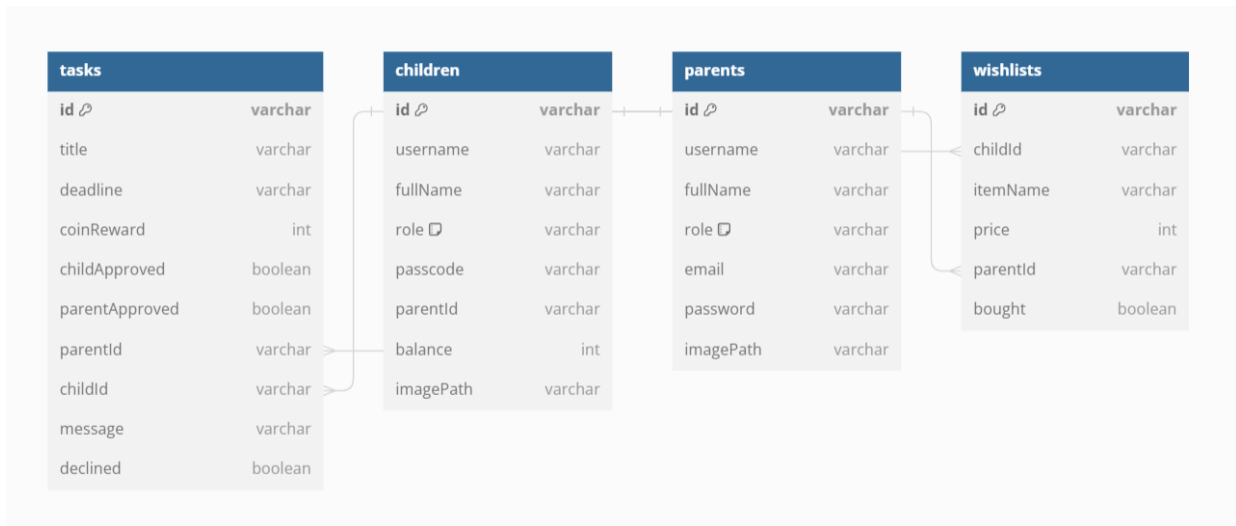 tasks
id varchar
title varchar
deadline varchar
coinReward int
childApproved boolean
parentApproved boolean
parentId varchar
childId varchar
message varchar
declined boolean
children
id varchar
username varchar
fullName varchar
role varchar
passcode varchar
parentId varchar
balance int
imagePath varchar
parents
id varchar
username varchar
fullName varchar
role varchar
email varchar
password varchar
imagePath varchar
wishlists
id varchar
childId varchar
itemName varchar
price int
parentId varchar
bought boolean